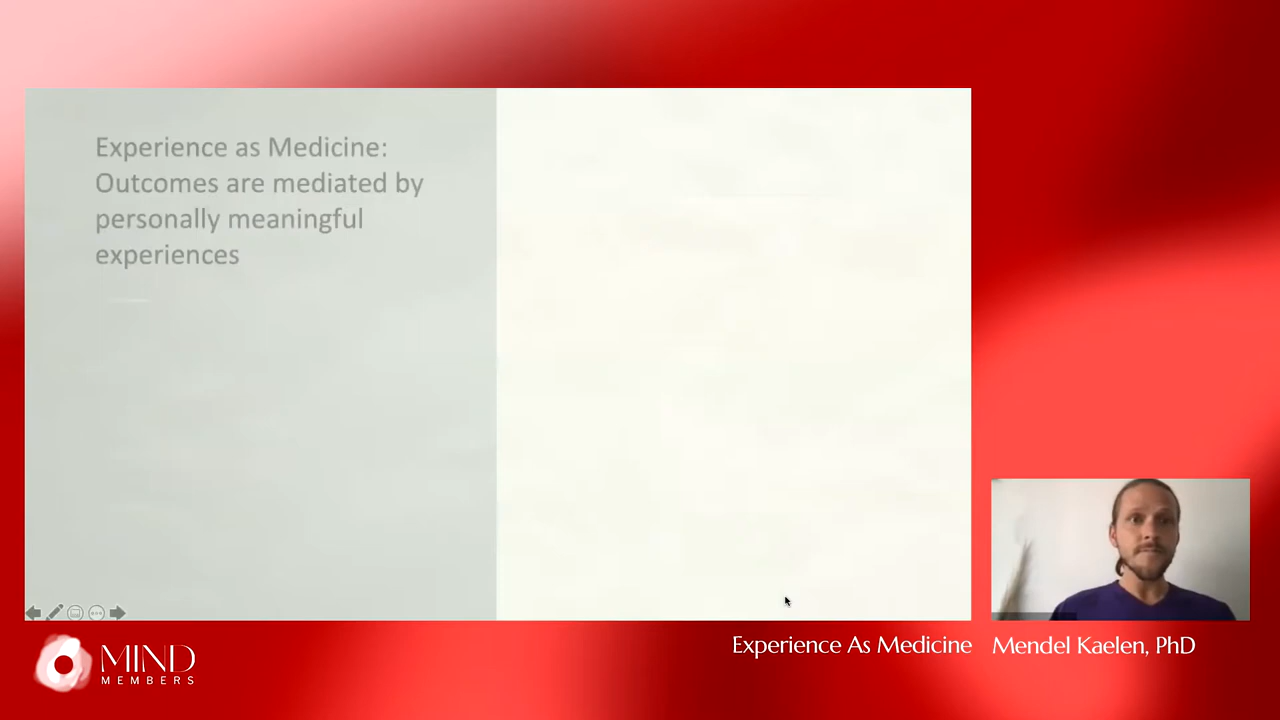 Experience as Medicine:
Outcomes are mediated by
personally meaningful
experiences
Experience As Medicine
Mendel Kaelen, PhD
MIND
MEMBERS